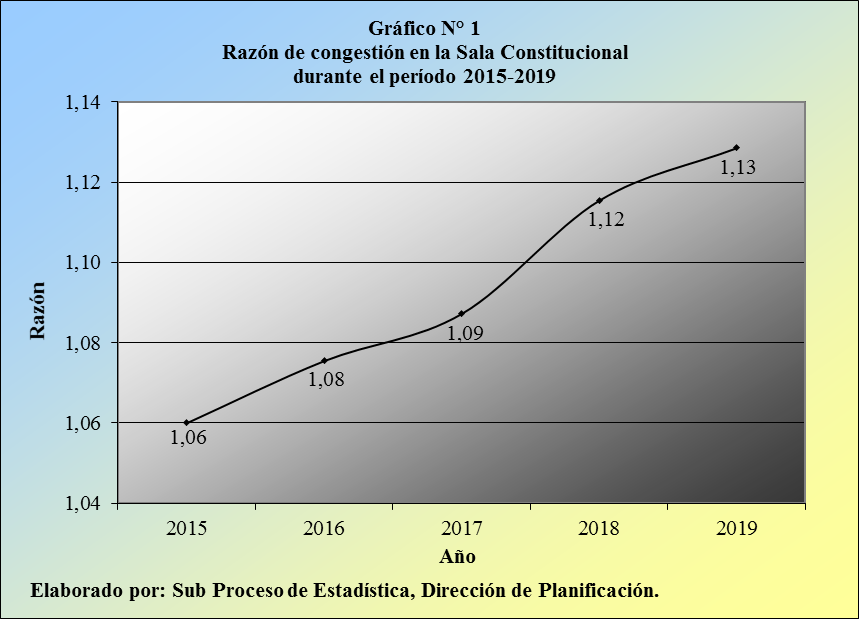 Gráfico N° 1
Razón de congestión en la Sala Constitucional
durante el período 2015-2019
1,14
1,12
1,10
1,08
1,06
1,04
Razón
1,06
1,08
1,09
1,12
1,13
2015 2016 2017 2018 2019
Año
Elaborado por: Sub Proceso de Estadística, Dirección de Planificación.